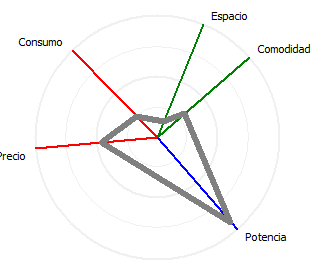 Espacio
Consumo
Comodidad
Precio
Potencia